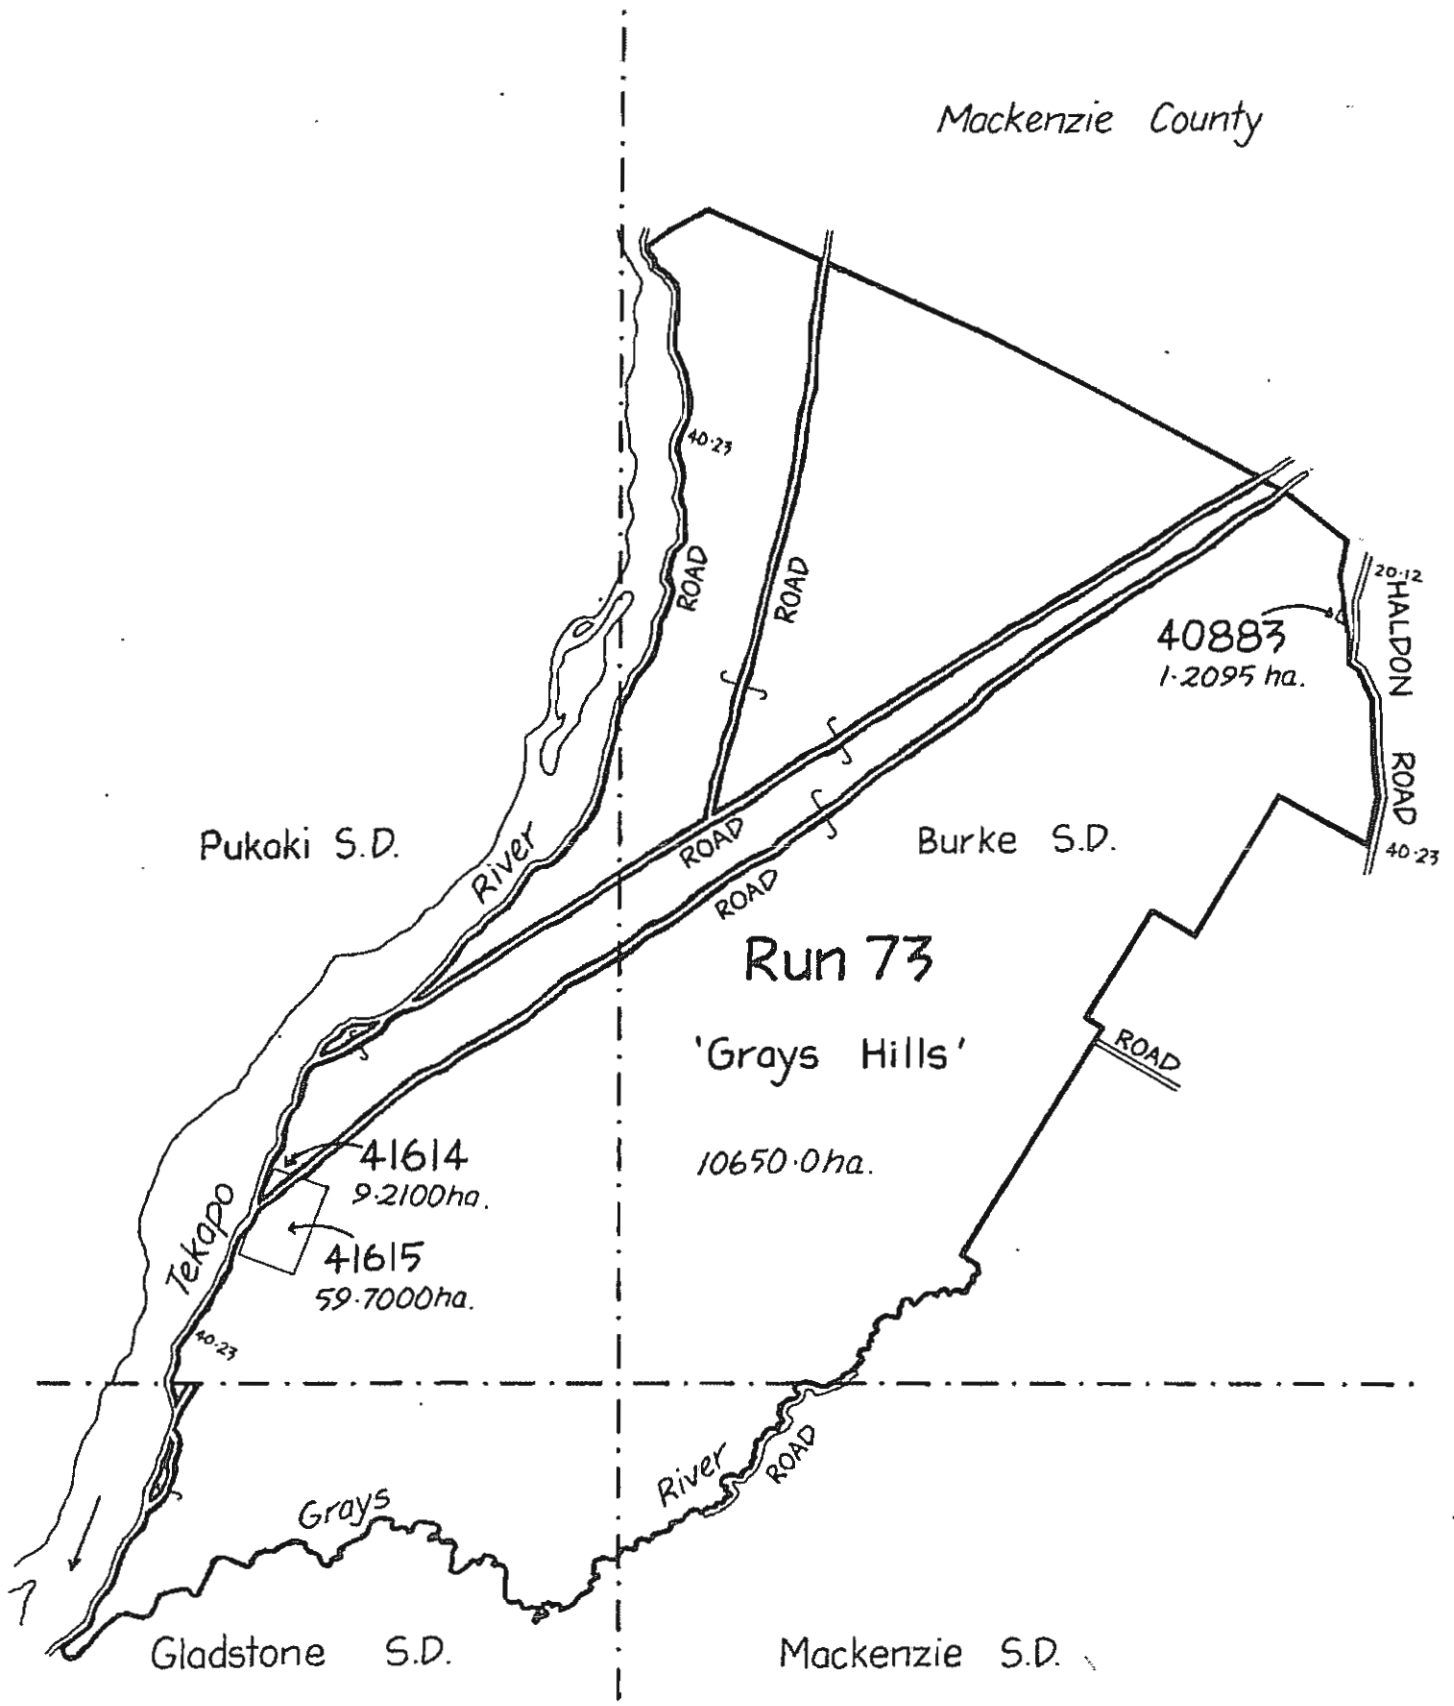 Mackenzie County
40·23
ROAD
ROAD
20·12
HALDON ROAD
40883
1·2095 ha.
Pukaki S.D.
River
ROAD
Burke S.D.
40·23
ROAD
Run 73
'Grays Hills'
ROAD
10650·0ha.
41614
9·2100ha.
Tekapo
41615
59·7000ha.
40·23
River
ROAD
Grays
Gladstone S.D.
Mackenzie S.D.